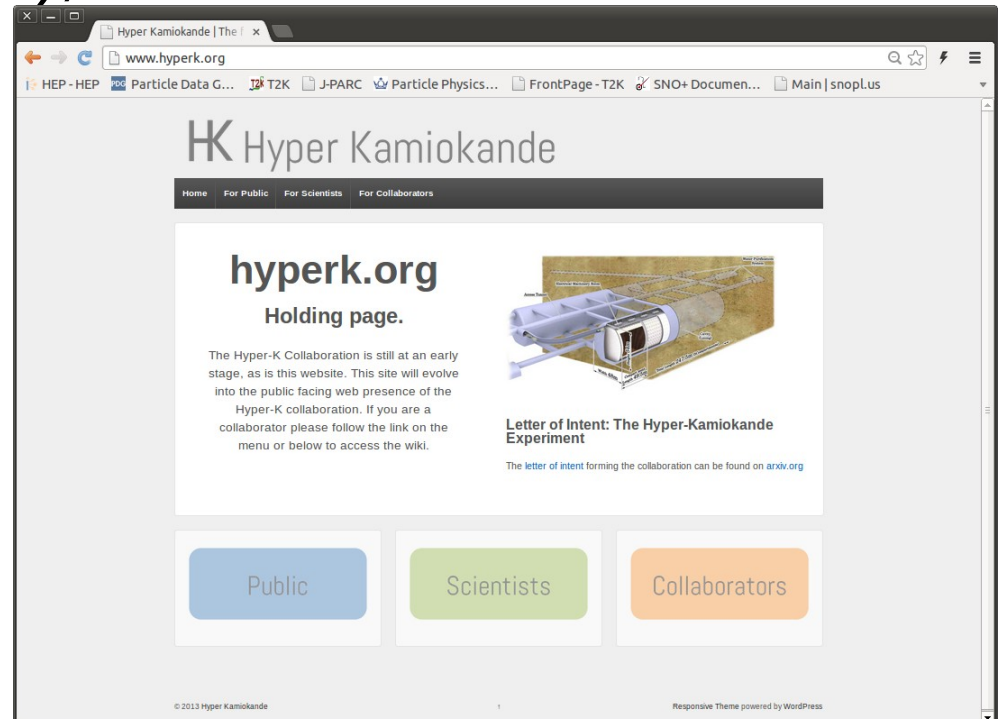 Hyper Kamiokande | The
www.hyperk.org
HEP - HEP
PDG
Particle Data G...
T2K
T2K
J-PARC
Particle Physics...
FrontPage - T2K
SNO+ Documen...
Main | snopl.us
HK Hyper Kamiokande
Home For Public For Scientists For Collaborators
hyperk.org
Holding page.
The Hyper-K Collaboration is still at an early
stage, as is this website. This site will evolve
into the public facing web presence of the
Hyper-K collaboration. If you are a
collaborator please follow the link on the
menu or below to access the wiki.
Letter of Intent: The Hyper-Kamiokande
Experiment
The letter of intent forming the collaboration can be found on arxiv.org
Public
Scientists
Collaborators
© 2013 Hyper Kamiokande
↑
Responsive Theme powered by WordPress